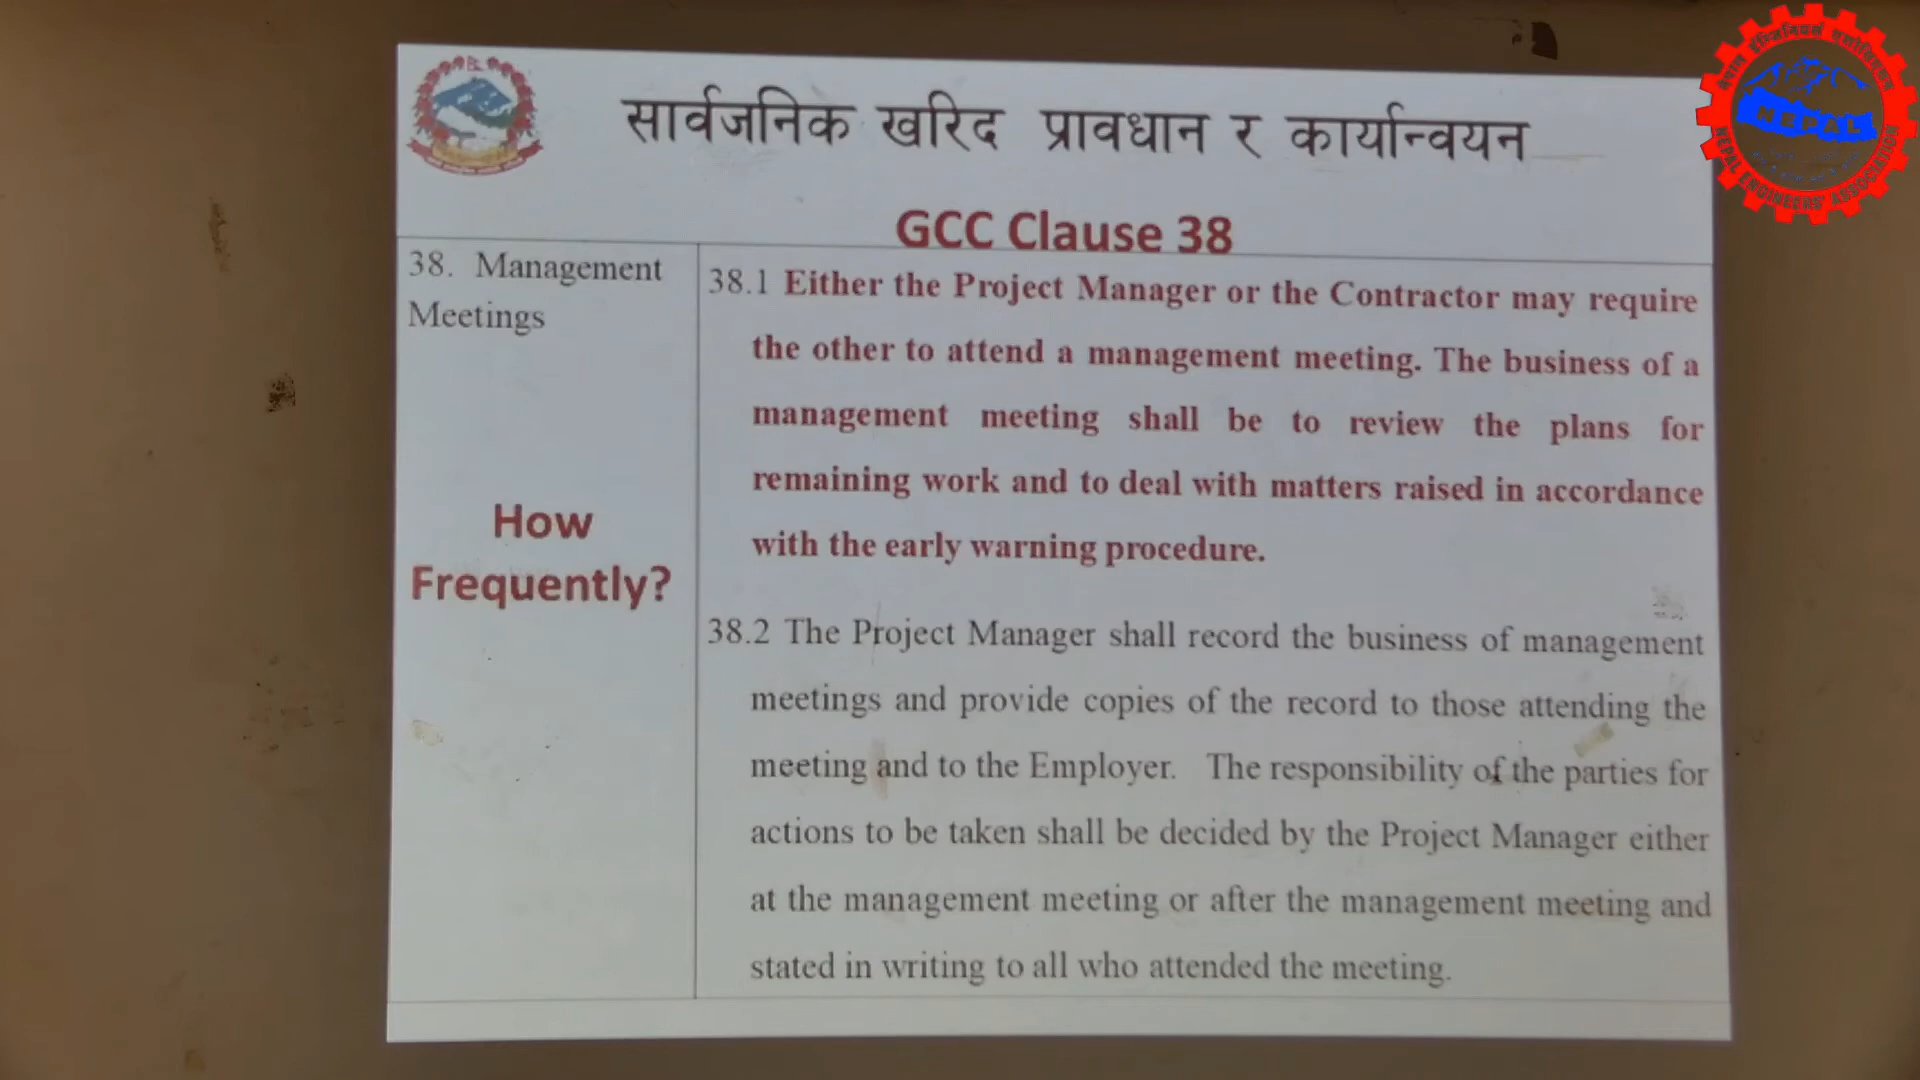 सार्वजनिक खरिद प्रावधान र कार्यान्वयन
GCC Clause 38
38. Management
Meetings
How
Frequently?
38.1 Either the Project Manager or the Contractor may require
the other to attend a management meeting. The business of a
management meeting shall be to review the plans for
remaining work and to deal with matters raised in accordance
with the early warning procedure.
38.2 The Project Manager shall record the business of management
meetings and provide copies of the record to those attending the
meeting and to the Employer. The responsibility of the parties for
actions to be taken shall be decided by the Project Manager either
at the management meeting or after the management meeting and
stated in writing to all who attended the meeting.
NEPAL
NEPAL ENGINEERS' ASSOCIATION